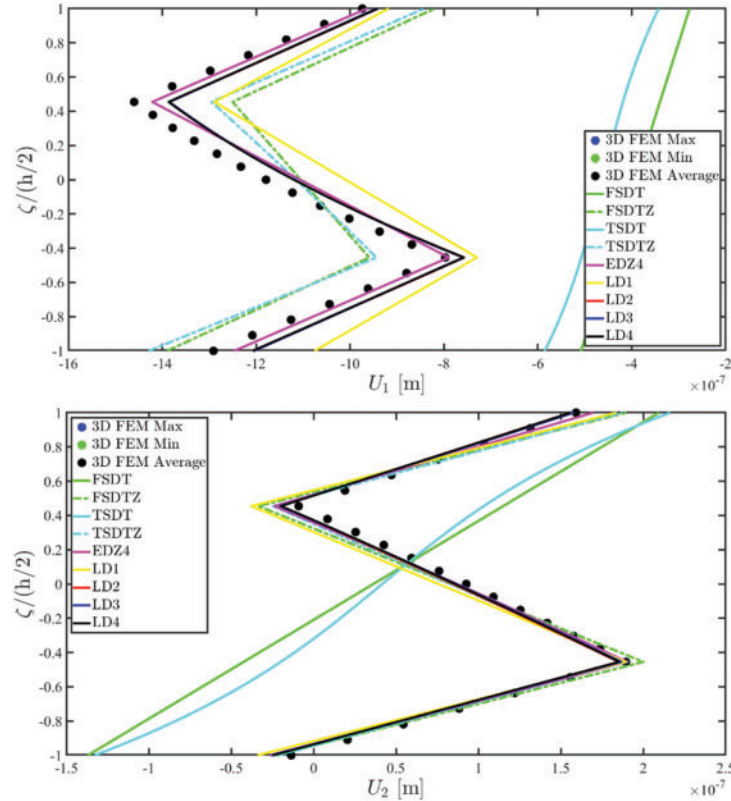 1
0.8
0.6
0.4
0.2
0
-0.2
-0.4
-0.6
-0.8
-1
ζ/(h/2)
3D FEM Max
3D FEM Min
3D FEM Average
FSDT
FSDTZ
TSDT
TSDTZ
EDZ4
LD1
LD2
LD3
LD4
-16 -14 -12 -10 -8 -6 -4 -2
U₁ [m]
×10⁻⁷
1
0.8
0.6
0.4
0.2
0
-0.2
-0.4
-0.6
-0.8
-1
ζ/(h/2)
3D FEM Max
3D FEM Min
3D FEM Average
FSDT
FSDTZ
TSDT
TSDTZ
EDZ4
LD1
LD2
LD3
LD4
-1.5 -1 -0.5 0 0.5 1 1.5 2 2.5
U₂ [m]
×10⁻⁷